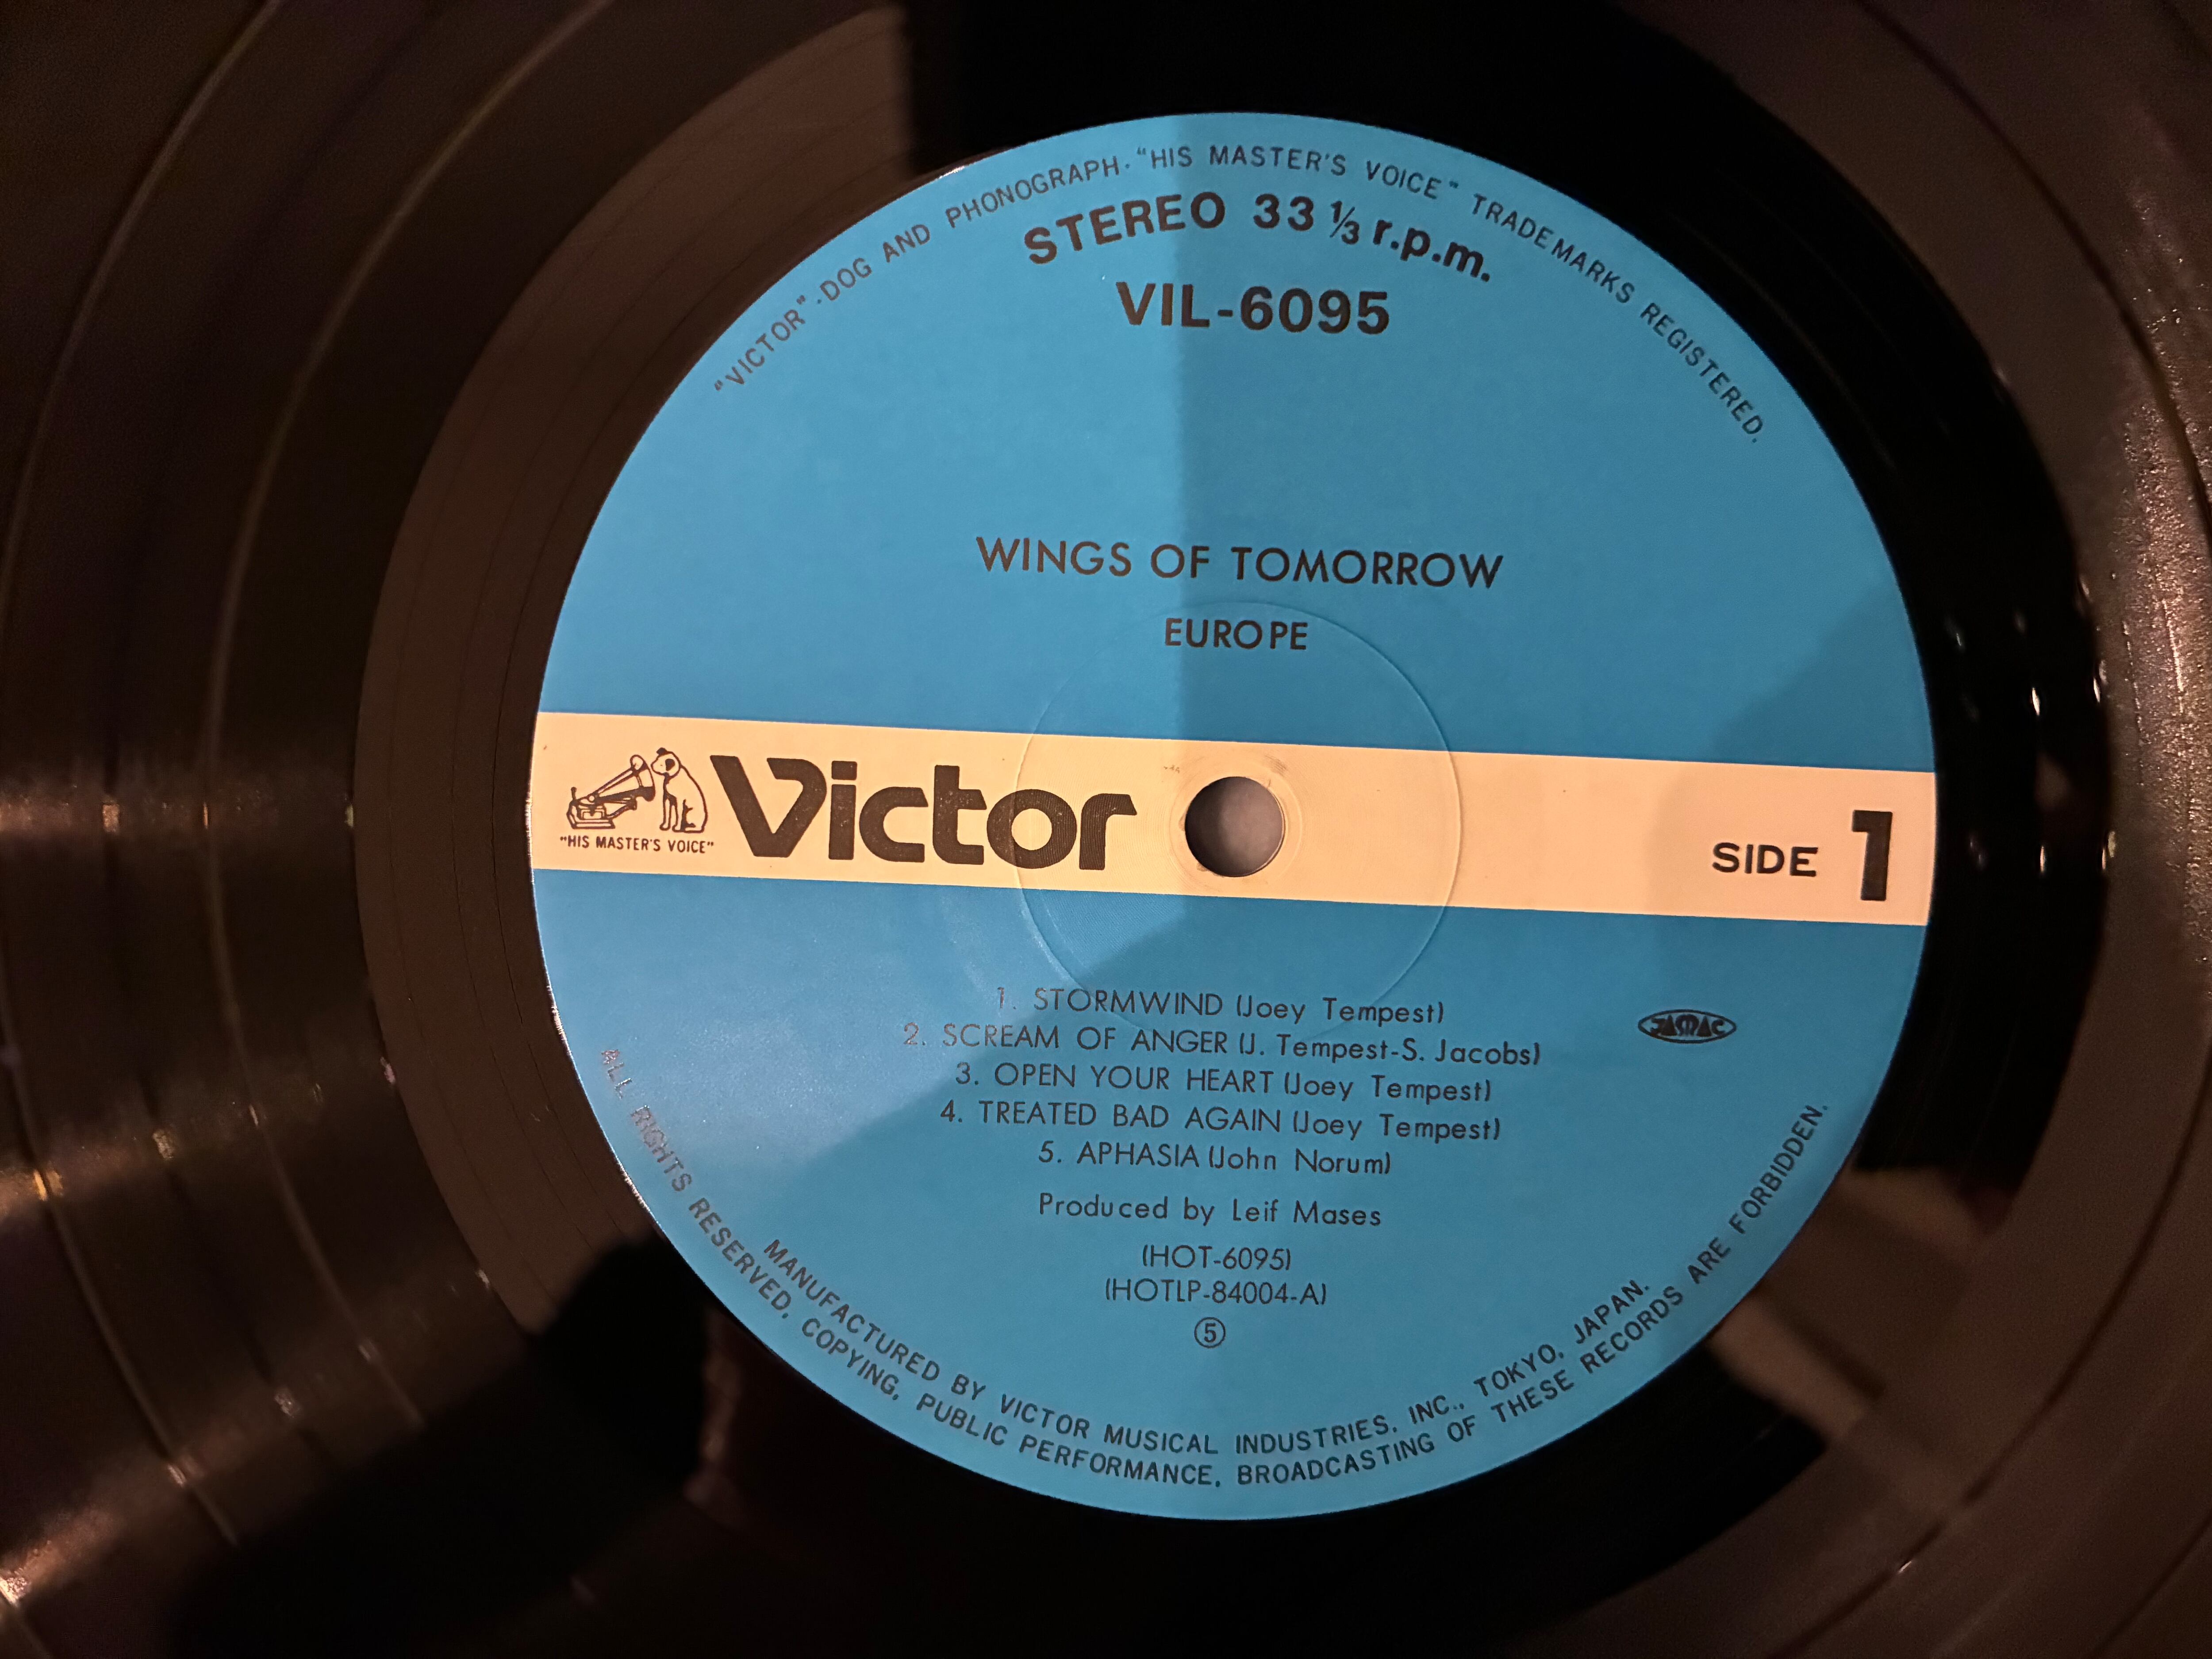 "VICTOR"·DOG AND PHONOGRAPH·"HIS MASTER'S VOICE" TRADEMARKS REGISTERED.
STEREO 33 ⅓ r.p.m.
VIL-6095
WINGS OF TOMORROW
EUROPE
"HIS MASTER'S VOICE"
Victor
SIDE 1
1. STORMWIND (Joey Tempest)
2. SCREAM OF ANGER (J. Tempest-S. Jacobs)
3. OPEN YOUR HEART (Joey Tempest)
4. TREATED BAD AGAIN (Joey Tempest)
5. APHASIA (John Norum)
JASRAC
Produced by Leif Mases
(HOT-6095)
(HOTLP-84004-A)
⑤
MANUFACTURED BY VICTOR MUSICAL INDUSTRIES, INC., TOKYO, JAPAN.
ALL RIGHTS RESERVED, COPYING, PUBLIC PERFORMANCE, BROADCASTING OF THESE RECORDS ARE FORBIDDEN.